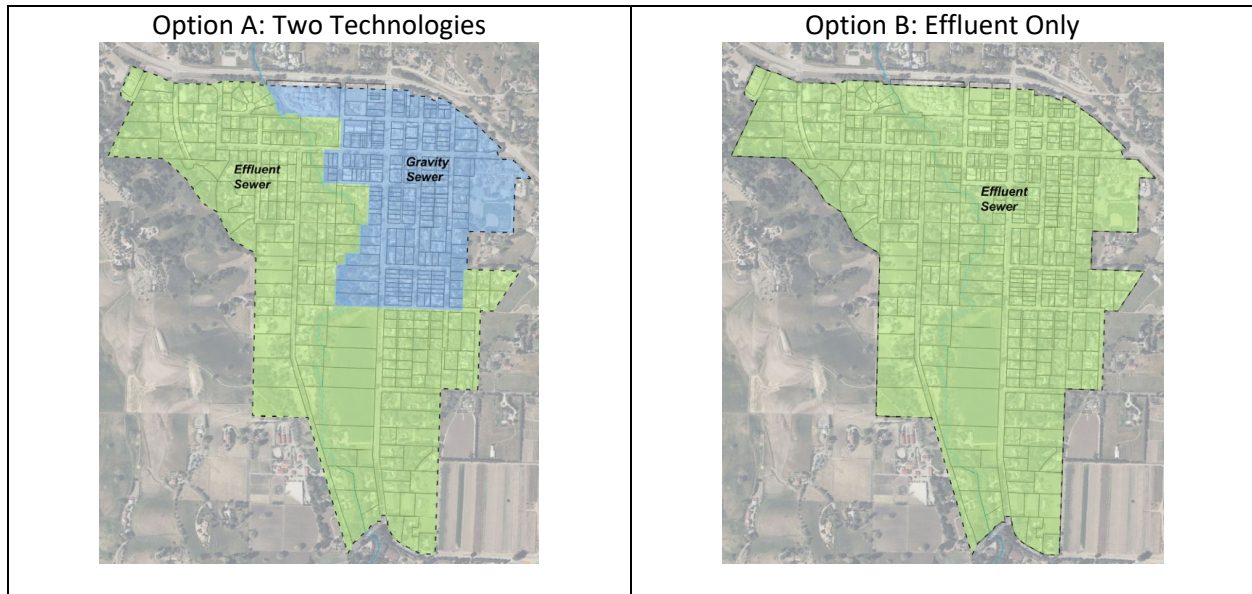 Option A: Two Technologies
Effluent
Sewer
Gravity
Sewer
Option B: Effluent Only
Effluent
Sewer